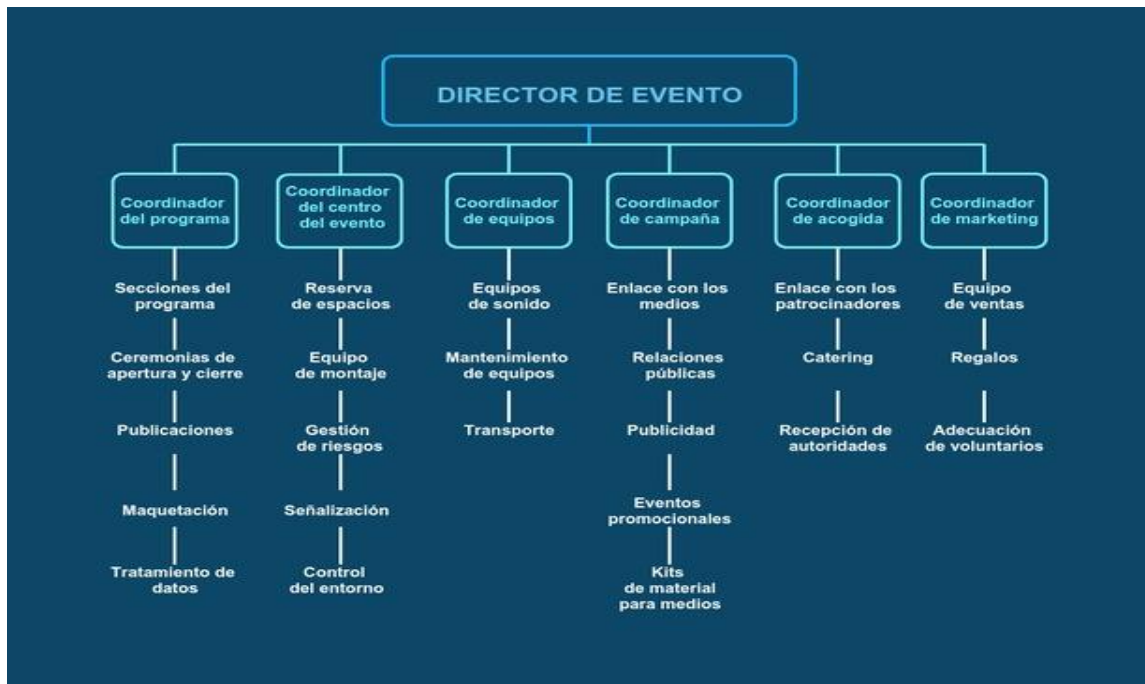 DIRECTOR DE EVENTO
Coordinador
del programa
Coordinador
del centro
del evento
Coordinador
de equipos
Coordinador
de campaña
Coordinador
de acogida
Coordinador
de marketing
Secciones del
programa
Ceremonias de
apertura y cierre
Publicaciones
Maquetación
Tratamiento de
datos
Reserva
de espacios
Equipo
de montaje
Gestión
de riesgos
Señalización
Control
del entorno
Equipos
de sonido
Mantenimiento
de equipos
Transporte
Enlace con los
medios
Relaciones
públicas
Publicidad
Eventos
promocionales
Kits
de material
para medios
Enlace con los
patrocinadores
Catering
Recepción de
autoridades
Equipo
de ventas
Regalos
Adecuación
de voluntarios